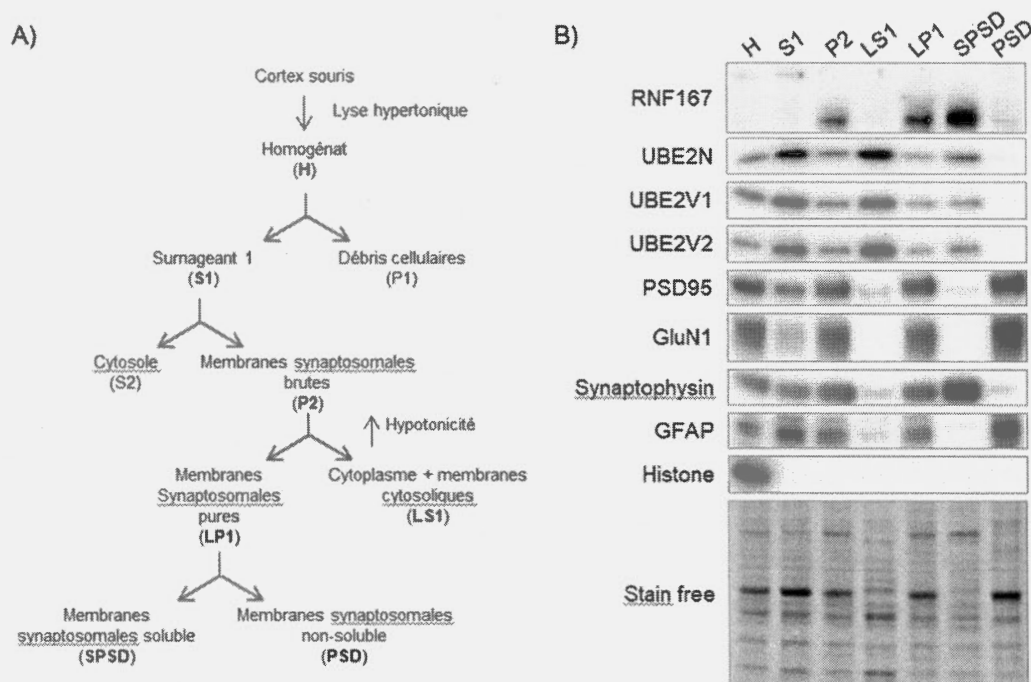 A)
Cortex souris
Lyse hypertonique
Homogénat
(H)
Surnageant 1
(S1)
Débris cellulaires
(P1)
Cytosole
(S2)
Membranes synaptosomales
brutes
(P2)
Hypotonicité
Membranes
Synaptosomales
pures
(LP1)
Cytoplasme + membranes
cytosoliques
(LS1)
Membranes
synaptosomales soluble
(SPSD)
Membranes synaptosomales
non-soluble
(PSD)
B)
H S1 P2 LS1 LP1 SPSD PSD
RNF167
UBE2N
UBE2V1
UBE2V2
PSD95
GluN1
Synaptophysin
GFAP
Histone
Stain free